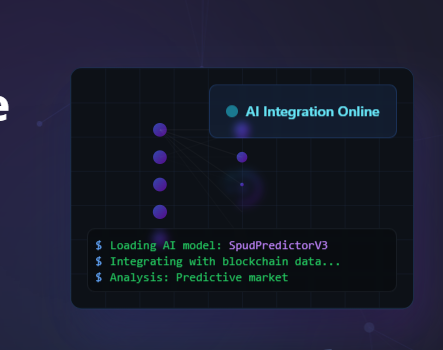 e
AI Integration Online
$ Loading AI model: SpudPredictorV3
$ Integrating with blockchain data...
$ Analysis: Predictive market